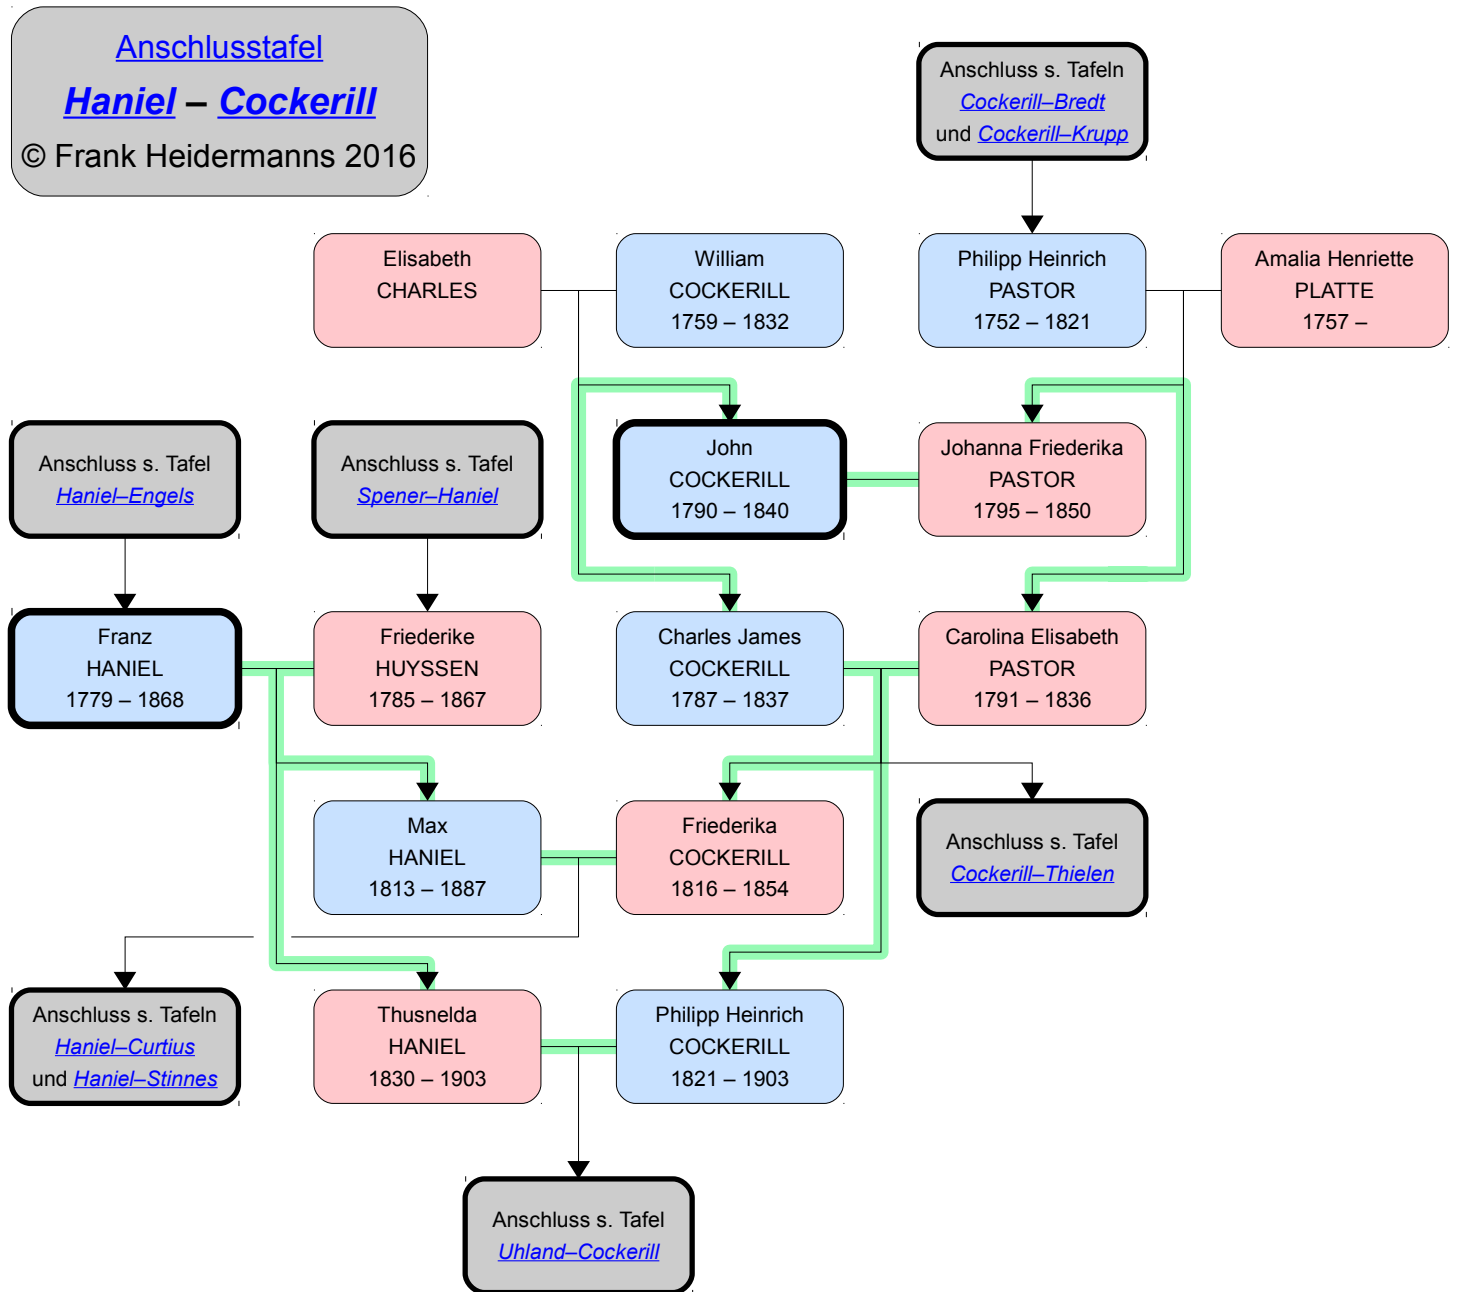 Anschlusstafel
Haniel – Cockerill
© Frank Heidermanns 2016
Anschluss s. Tafeln
Cockerill–Bredt
und Cockerill–Krupp
Elisabeth
CHARLES
William
COCKERILL
1759 – 1832
Philipp Heinrich
PASTOR
1752 – 1821
Amalia Henriette
PLATTE
1757 –
Anschluss s. Tafel
Haniel–Engels
Anschluss s. Tafel
Spener–Haniel
John
COCKERILL
1790 – 1840
Johanna Friederika
PASTOR
1795 – 1850
Franz
HANIEL
1779 – 1868
Friederike
HUYSSEN
1785 – 1867
Charles James
COCKERILL
1787 – 1837
Carolina Elisabeth
PASTOR
1791 – 1836
Max
HANIEL
1813 – 1887
Friederika
COCKERILL
1816 – 1854
Anschluss s. Tafel
Cockerill–Thielen
Anschluss s. Tafeln
Haniel–Curtius
und Haniel–Stinnes
Thusnelda
HANIEL
1830 – 1903
Philipp Heinrich
COCKERILL
1821 – 1903
Anschluss s. Tafel
Uhland–Cockerill